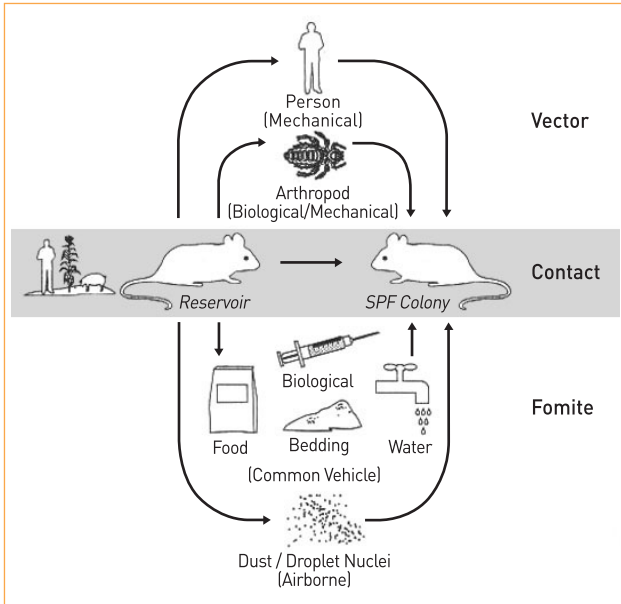 Person
(Mechanical)
Vector
Arthropod
(Biological/Mechanical)
Contact
Reservoir
SPF Colony
Biological
Fomite
Food
Bedding
Water
(Common Vehicle)
Dust / Droplet Nuclei
(Airborne)